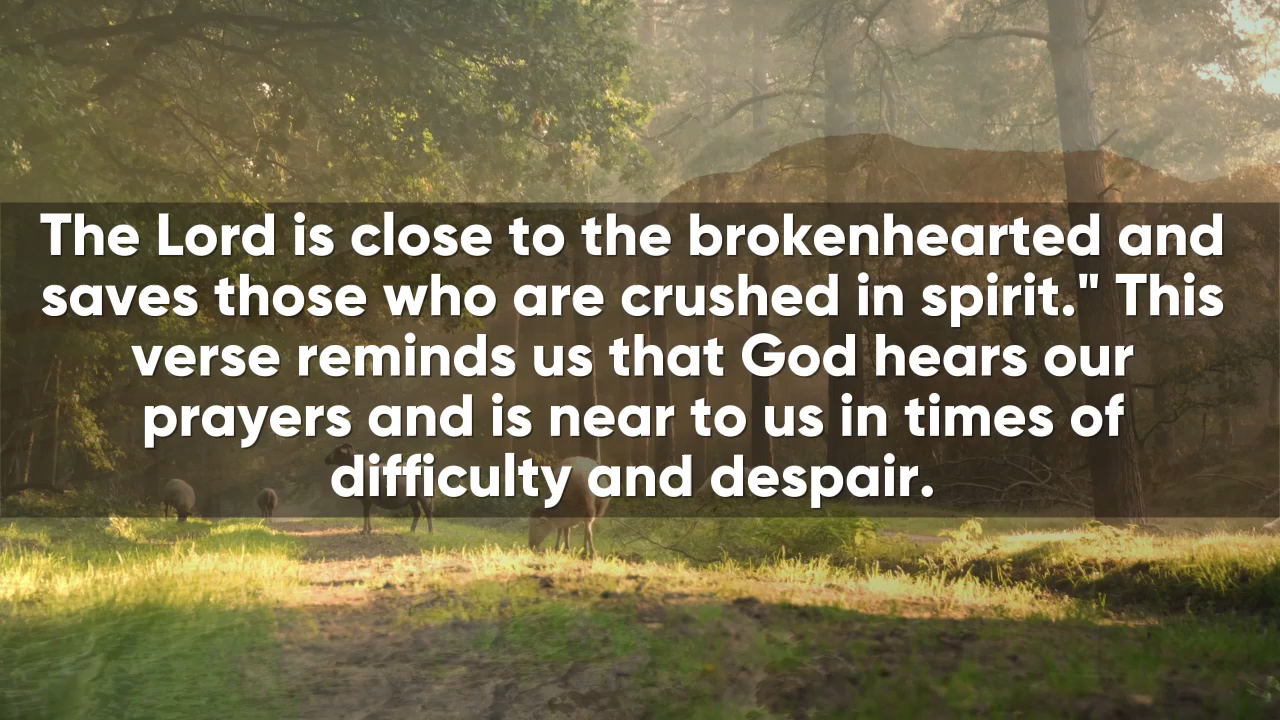 The Lord is close to the brokenhearted and
saves those who are crushed in spirit." This
verse reminds us that God hears our
prayers and is near to us in times of
difficulty and despair.